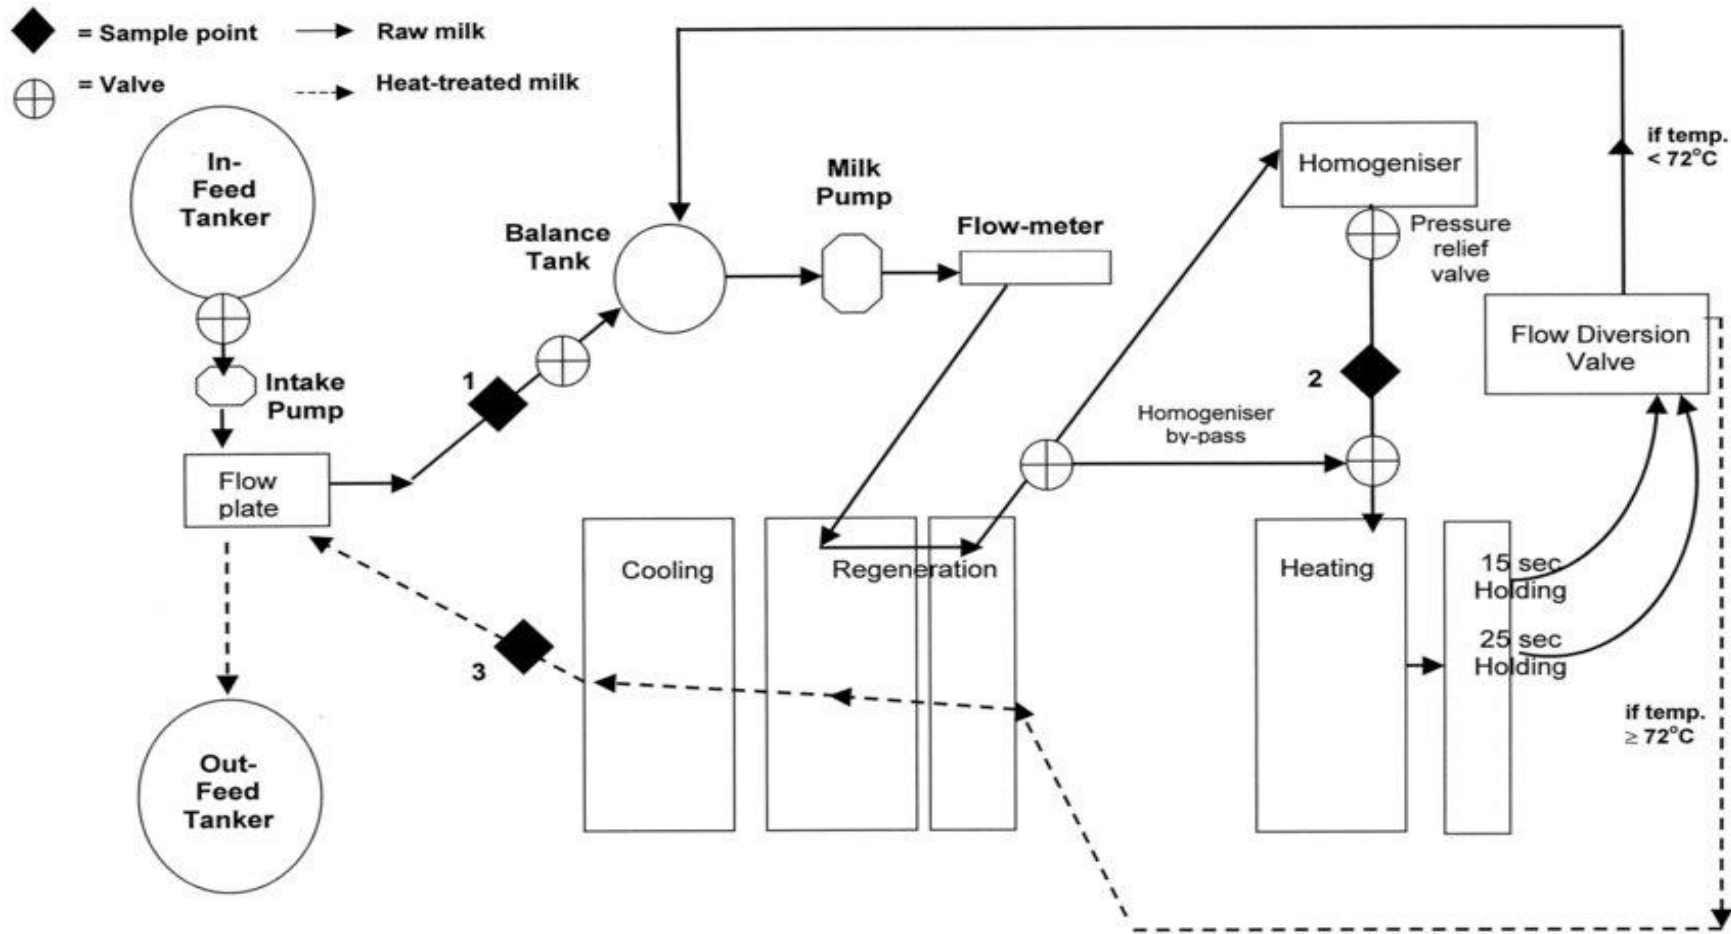 = Sample point
Raw milk
= Valve
Heat-treated milk
In-
Feed
Tanker
Intake
Pump
Flow
plate
Out-
Feed
Tanker
1
Balance
Tank
Milk
Pump
Flow-meter
Homogeniser
Pressure
relief
valve
2
Homogeniser
by-pass
if temp.
< 72°C
Flow Diversion
Valve
Cooling
Regeneration
Heating
15 sec
Holding
25 sec
Holding
3
if temp.
≥ 72°C